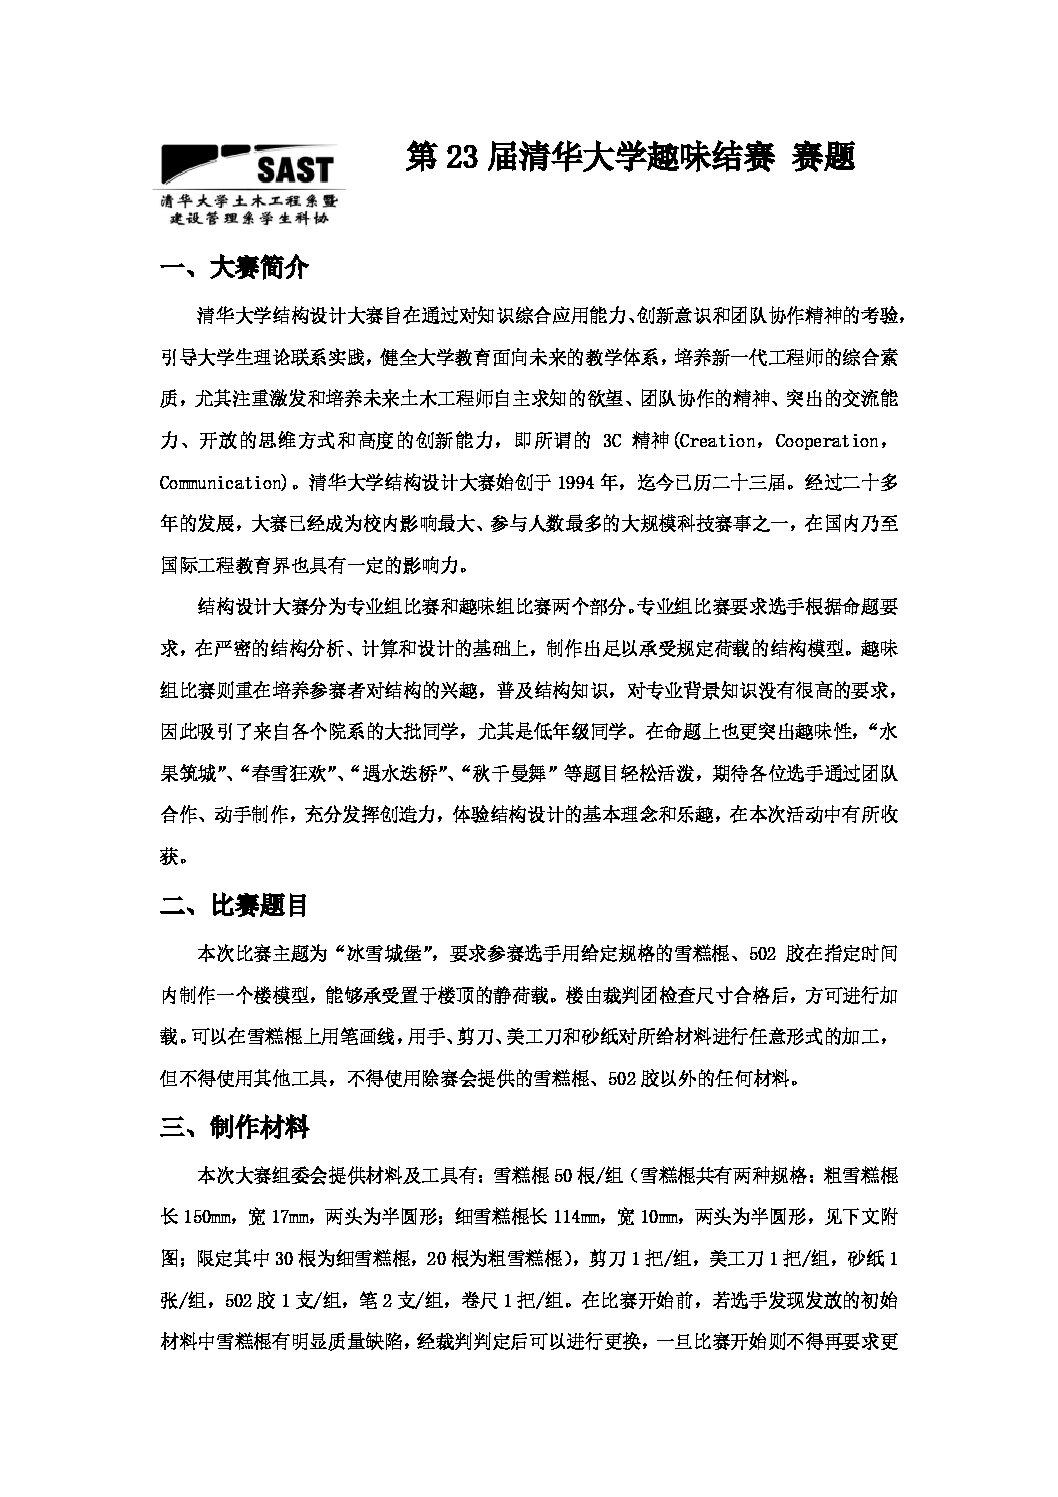 第 23 届清华大学趣味结赛 赛题
SAST
清华大学土木工程系暨
建设管理系学生科协
一、大赛简介
清华大学结构设计大赛旨在通过对知识综合应用能力、创新意识和团队协作精神的考验，
引导大学生理论联系实践，健全大学教育面向未来的教学体系，培养新一代工程师的综合素
质，尤其注重激发和培养未来土木工程师自主求知的欲望、团队协作的精神、突出的交流能
力、开放的思维方式和高度的创新能力，即所谓的 3C 精神(Creation，Cooperation，
Communication)。清华大学结构设计大赛始创于 1994 年，迄今已历二十三届。经过二十多
年的发展，大赛已经成为校内影响最大、参与人数最多的大规模科技赛事之一，在国内乃至
国际工程教育界也具有一定的影响力。
结构设计大赛分为专业组比赛和趣味组比赛两个部分。专业组比赛要求选手根据命题要
求，在严密的结构分析、计算和设计的基础上，制作出足以承受规定荷载的结构模型。趣味
组比赛则重在培养参赛者对结构的兴趣，普及结构知识，对专业背景知识没有很高的要求，
因此吸引了来自各个院系的大批同学，尤其是低年级同学。在命题上也更突出趣味性，“水
果筑城”、“春雪狂欢”、“遇水迭桥”、“秋千曼舞”等题目轻松活泼，期待各位选手通过团队
合作、动手制作，充分发挥创造力，体验结构设计的基本理念和乐趣，在本次活动中有所收
获。
二、比赛题目
本次比赛主题为“冰雪城堡”，要求参赛选手用给定规格的雪糕棍、502 胶在指定时间
内制作一个楼模型，能够承受置于楼顶的静荷载。楼由裁判团检查尺寸合格后，方可进行加
载。可以在雪糕棍上用笔画线，用手、剪刀、美工刀和砂纸对所给材料进行任意形式的加工，
但不得使用其他工具，不得使用除赛会提供的雪糕棍、502 胶以外的任何材料。
三、制作材料
本次大赛组委会提供材料及工具有：雪糕棍 50 根/组（雪糕棍共有两种规格：粗雪糕棍
长 150mm，宽 17mm，两头为半圆形；细雪糕棍长 114mm，宽 10mm，两头为半圆形，见下文附
图；限定其中 30 根为细雪糕棍，20 根为粗雪糕棍），剪刀 1 把/组，美工刀 1 把/组，砂纸 1
张/组，502 胶 1 支/组，笔 2 支/组，卷尺 1 把/组。在比赛开始前，若选手发现发放的初始
材料中雪糕棍有明显质量缺陷，经裁判判定后可以进行更换，一旦比赛开始则不得再要求更